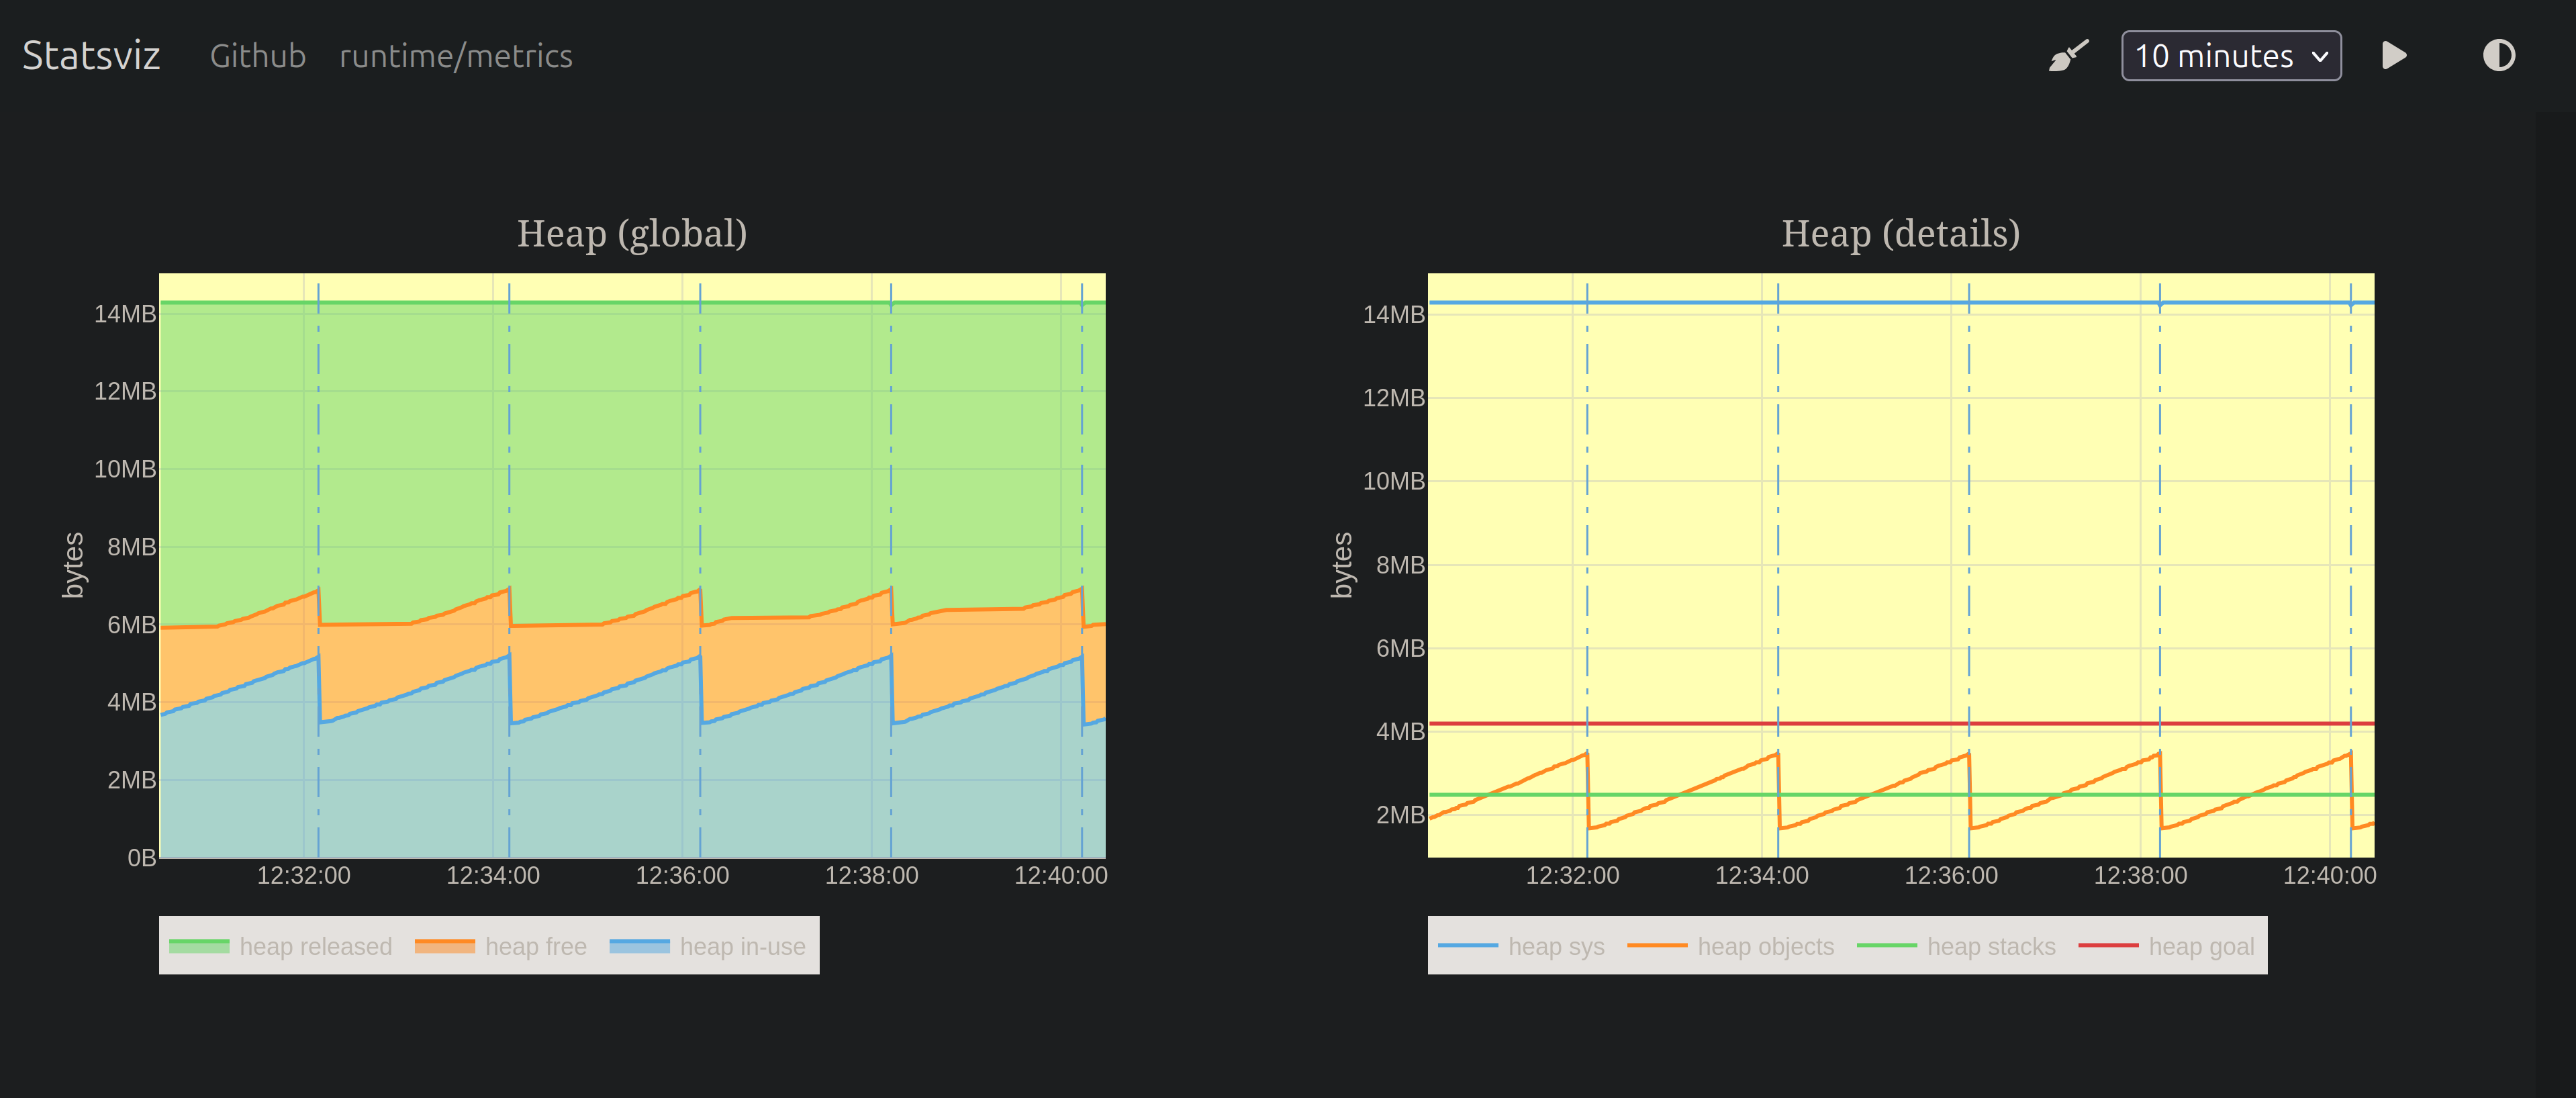 Statsviz Github runtime/metrics 10 minutes
Heap (global)
bytes
14MB
12MB
10MB
8MB
6MB
4MB
2MB
0B
12:32:00 12:34:00 12:36:00 12:38:00 12:40:00
heap released heap free heap in-use
Heap (details)
bytes
14MB
12MB
10MB
8MB
6MB
4MB
2MB
12:32:00 12:34:00 12:36:00 12:38:00 12:40:00
heap sys heap objects heap stacks heap goal